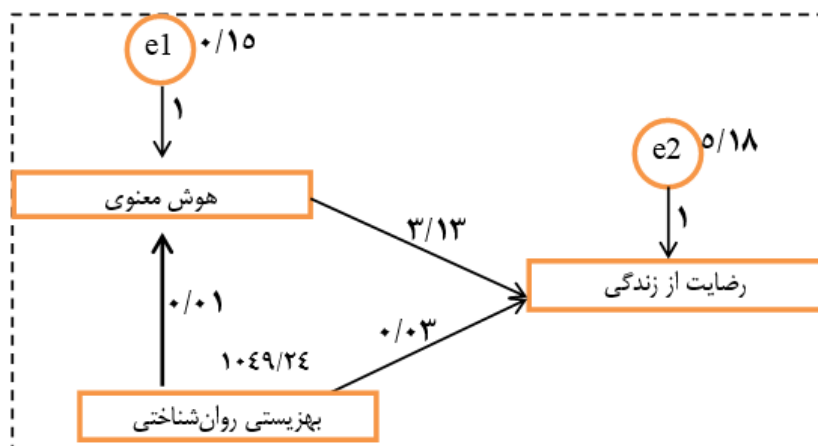 e1
۰/۱۵
۱
هوش معنوی
e2
۵/۱۸
۱
۳/۱۳
رضایت از زندگی
۰/۰۱
۰/۰۳
۱۰٤۹/۲٤
بهزیستی روان‌شناختی